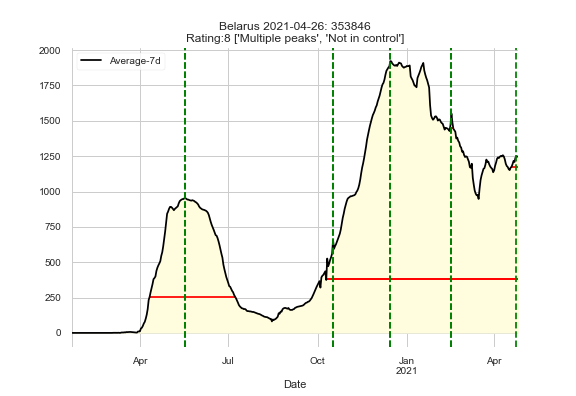 Belarus 2021-04-26: 353846
Rating:8 ['Multiple peaks', 'Not in control']
2000
1750
1500
1250
1000
750
500
250
0
Average-7d
Apr
Jul
Oct
Jan
2021
Apr
Date